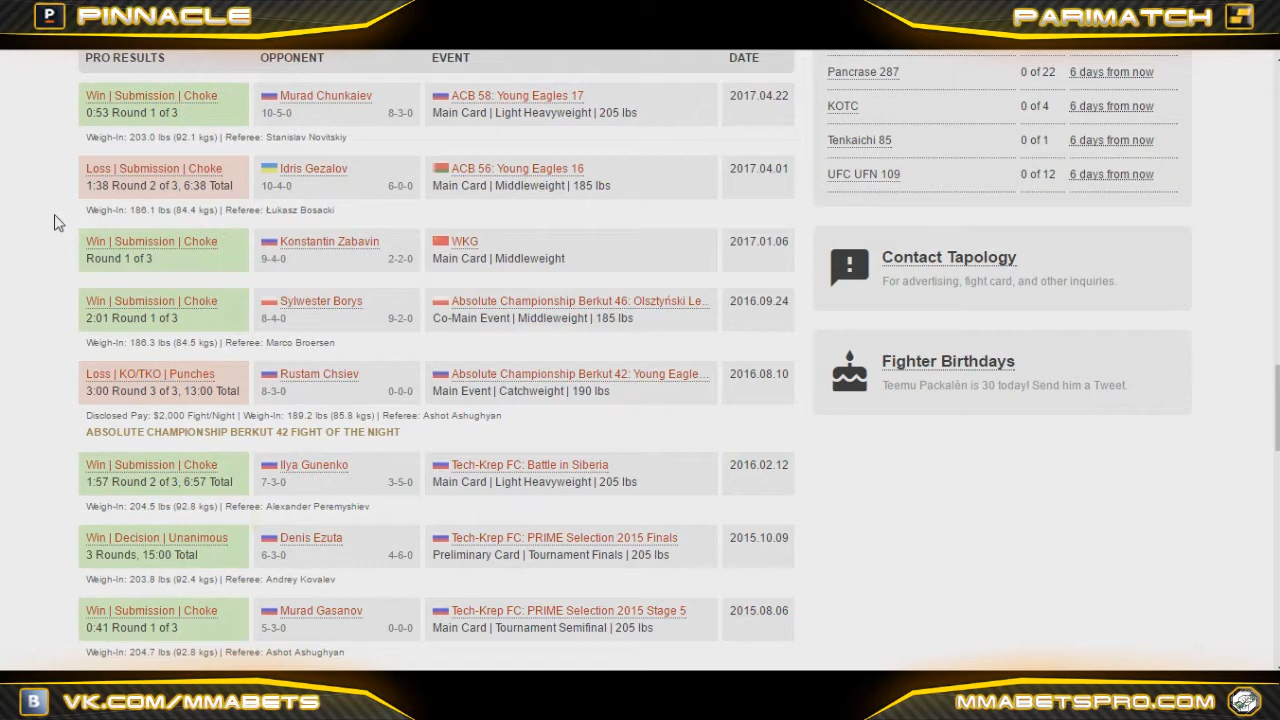 PINNACLE
PARIMATCH
PRO RESULTS OPPONENT EVENT DATE
Win | Submission | Choke Murad Chunkaiev ACB 58: Young Eagles 17 2017.04.22
0:53 Round 1 of 3 10-5-0 8-3-0 Main Card | Light Heavyweight | 205 lbs
Weigh-In: 203.0 lbs (92.1 kgs) | Referee: Stanislav Novitskiy
Loss | Submission | Choke Idris Gezalov ACB 56: Young Eagles 16 2017.04.01
1:38 Round 2 of 3, 6:38 Total 10-4-0 6-0-0 Main Card | Middleweight | 185 lbs
Weigh-In: 186.1 lbs (84.4 kgs) | Referee: Łukasz Bosacki
Win | Submission | Choke Konstantin Zabavin WKG 2017.01.06
Round 1 of 3 9-4-0 2-2-0 Main Card | Middleweight
Win | Submission | Choke Sylwester Borys Absolute Championship Berkut 46: Olsztyński Le... 2016.09.24
2:01 Round 1 of 3 8-4-0 9-2-0 Co-Main Event | Middleweight | 185 lbs
Weigh-In: 186.3 lbs (84.5 kgs) | Referee: Marco Broersen
Loss | KO/TKO | Punches Rustam Chsiev Absolute Championship Berkut 42: Young Eagle... 2016.08.10
3:00 Round 3 of 3, 13:00 Total 8-3-0 0-0-0 Main Event | Catchweight | 190 lbs
Disclosed Pay: $2,000 Fight/Night | Weigh-In: 189.2 lbs (85.8 kgs) | Referee: Ashot Ashughyan
ABSOLUTE CHAMPIONSHIP BERKUT 42 FIGHT OF THE NIGHT
Win | Submission | Choke Ilya Gunenko Tech-Krep FC: Battle in Siberia 2016.02.12
1:57 Round 2 of 3, 6:57 Total 7-3-0 3-5-0 Main Card | Light Heavyweight | 205 lbs
Weigh-In: 204.5 lbs (92.8 kgs) | Referee: Alexander Peremyshiev
Win | Decision | Unanimous Denis Ezuta Tech-Krep FC: PRIME Selection 2015 Finals 2015.10.09
3 Rounds, 15:00 Total 6-3-0 4-6-0 Preliminary Card | Tournament Finals | 205 lbs
Weigh-In: 203.8 lbs (92.4 kgs) | Referee: Andrey Kovalev
Win | Submission | Choke Murad Gasanov Tech-Krep FC: PRIME Selection 2015 Stage 5 2015.08.06
0:41 Round 1 of 3 5-3-0 0-0-0 Main Card | Tournament Semifinal | 205 lbs
Weigh-In: 204.7 lbs (92.8 kgs) | Referee: Ashot Ashughyan
Pancrase 287 0 of 22 6 days from now
KOTC 0 of 4 6 days from now
Tenkaichi 85 0 of 1 6 days from now
UFC UFN 109 0 of 12 6 days from now
Contact Tapology
For advertising, fight card, and other inquiries.
Fighter Birthdays
Teemu Packalén is 30 today! Send him a Tweet.
VK.COM/MMABETS
MMABETSPRO.COM